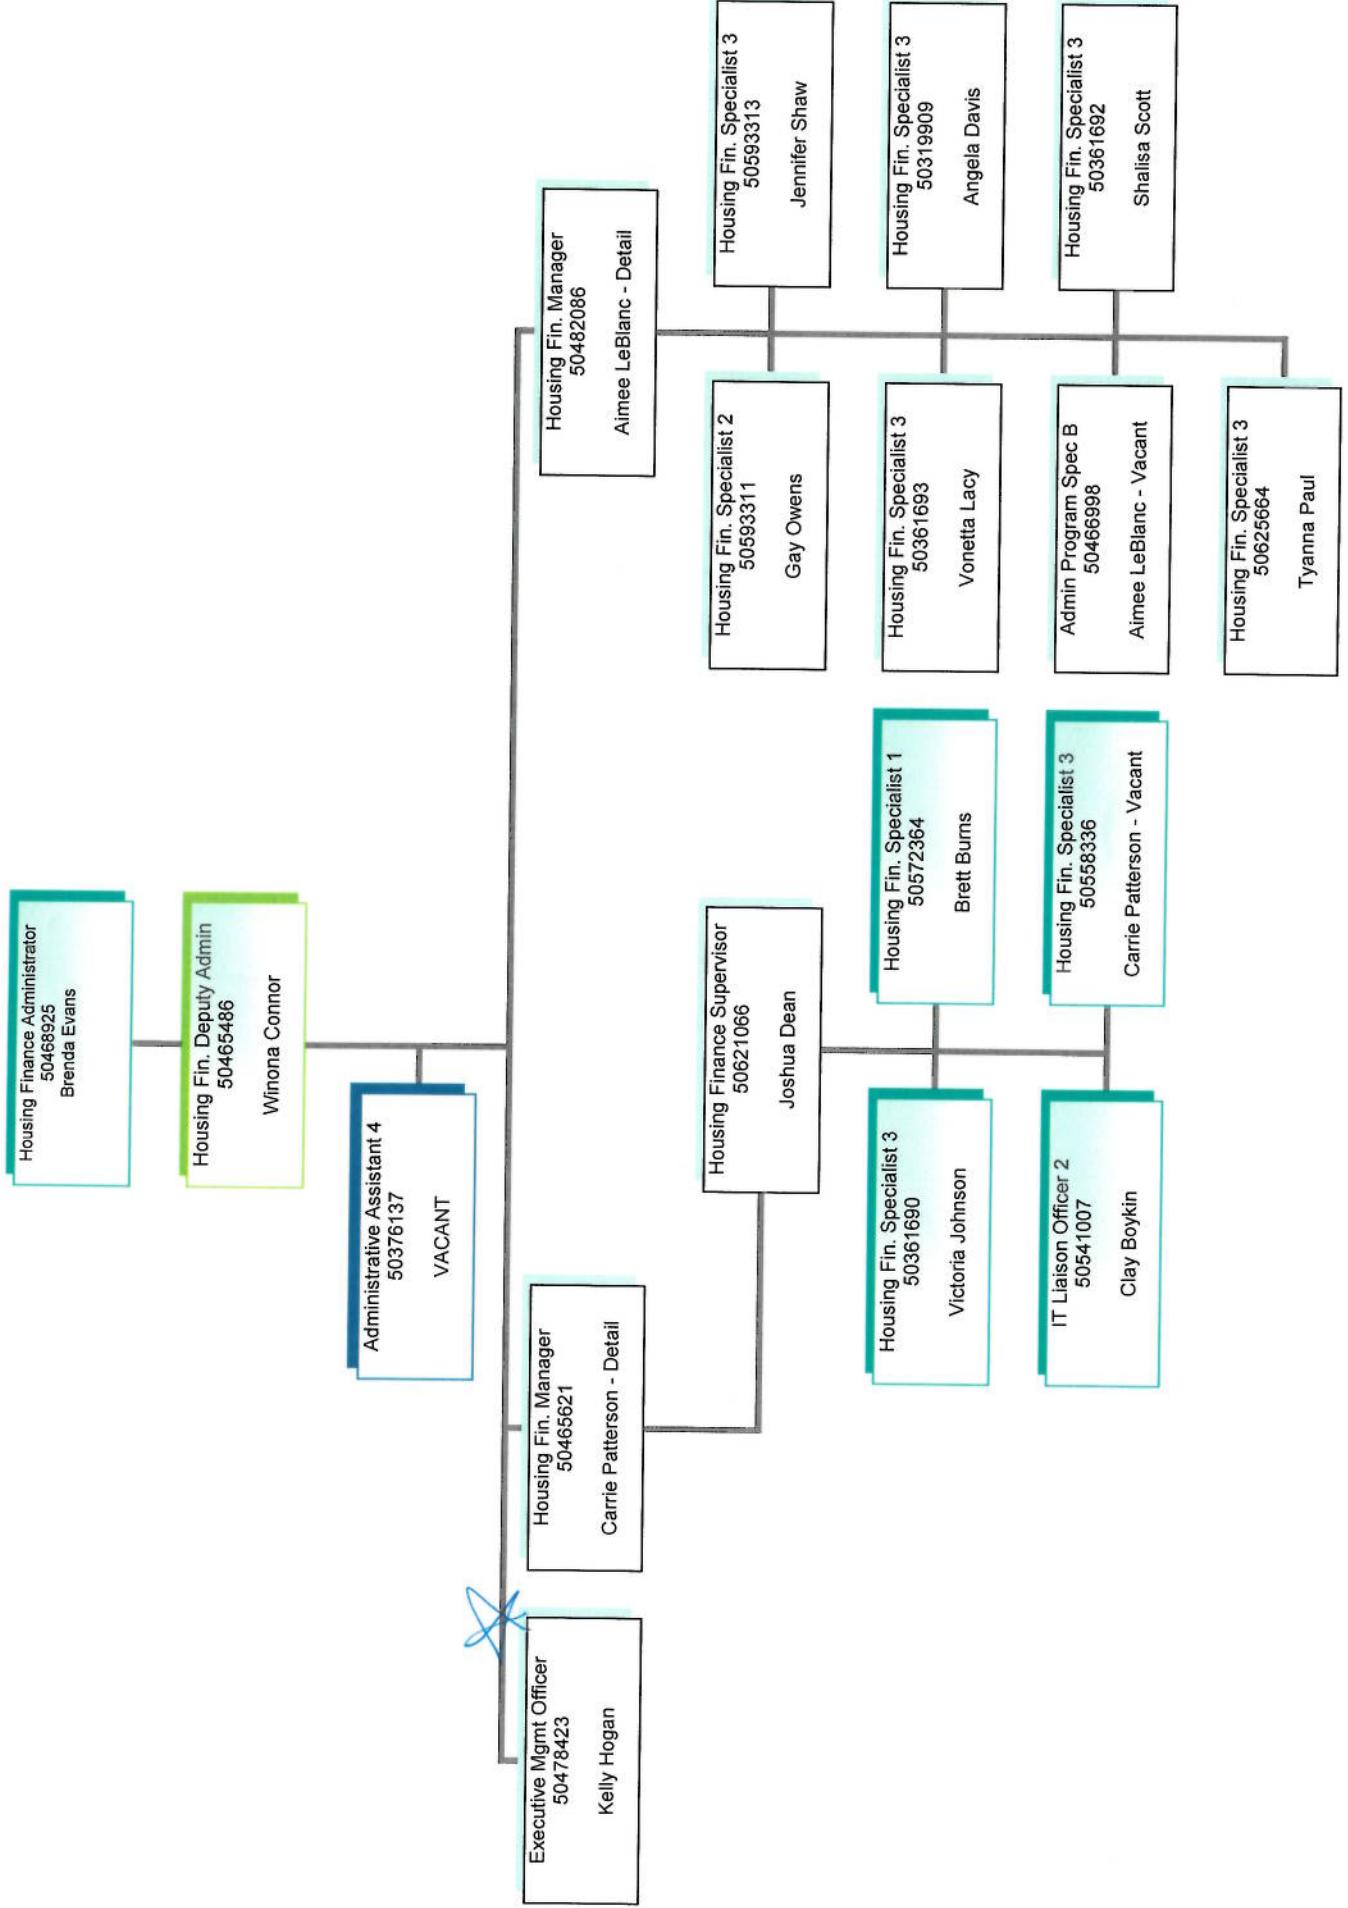 Housing Finance Administrator
50468925
Brenda Evans
Housing Fin. Deputy Admin
50465486
Winona Connor
Administrative Assistant 4
50376137
VACANT
Executive Mgmt Officer
50478423
Kelly Hogan
Housing Fin. Manager
50465621
Carrie Patterson - Detail
Housing Fin. Manager
50482086
Aimee LeBlanc - Detail
Housing Finance Supervisor
50621066
Joshua Dean
Housing Fin. Specialist 3
50361690
Victoria Johnson
Housing Fin. Specialist 1
50572364
Brett Burns
IT Liaison Officer 2
50541007
Clay Boykin
Housing Fin. Specialist 3
50558336
Carrie Patterson - Vacant
Housing Fin. Specialist 2
50593311
Gay Owens
Housing Fin. Specialist 3
50593313
Jennifer Shaw
Housing Fin. Specialist 3
50361693
Vonetta Lacy
Housing Fin. Specialist 3
50319909
Angela Davis
Admin Program Spec B
50466998
Aimee LeBlanc - Vacant
Housing Fin. Specialist 3
50361692
Shalisa Scott
Housing Fin. Specialist 3
50625664
Tyanna Paul